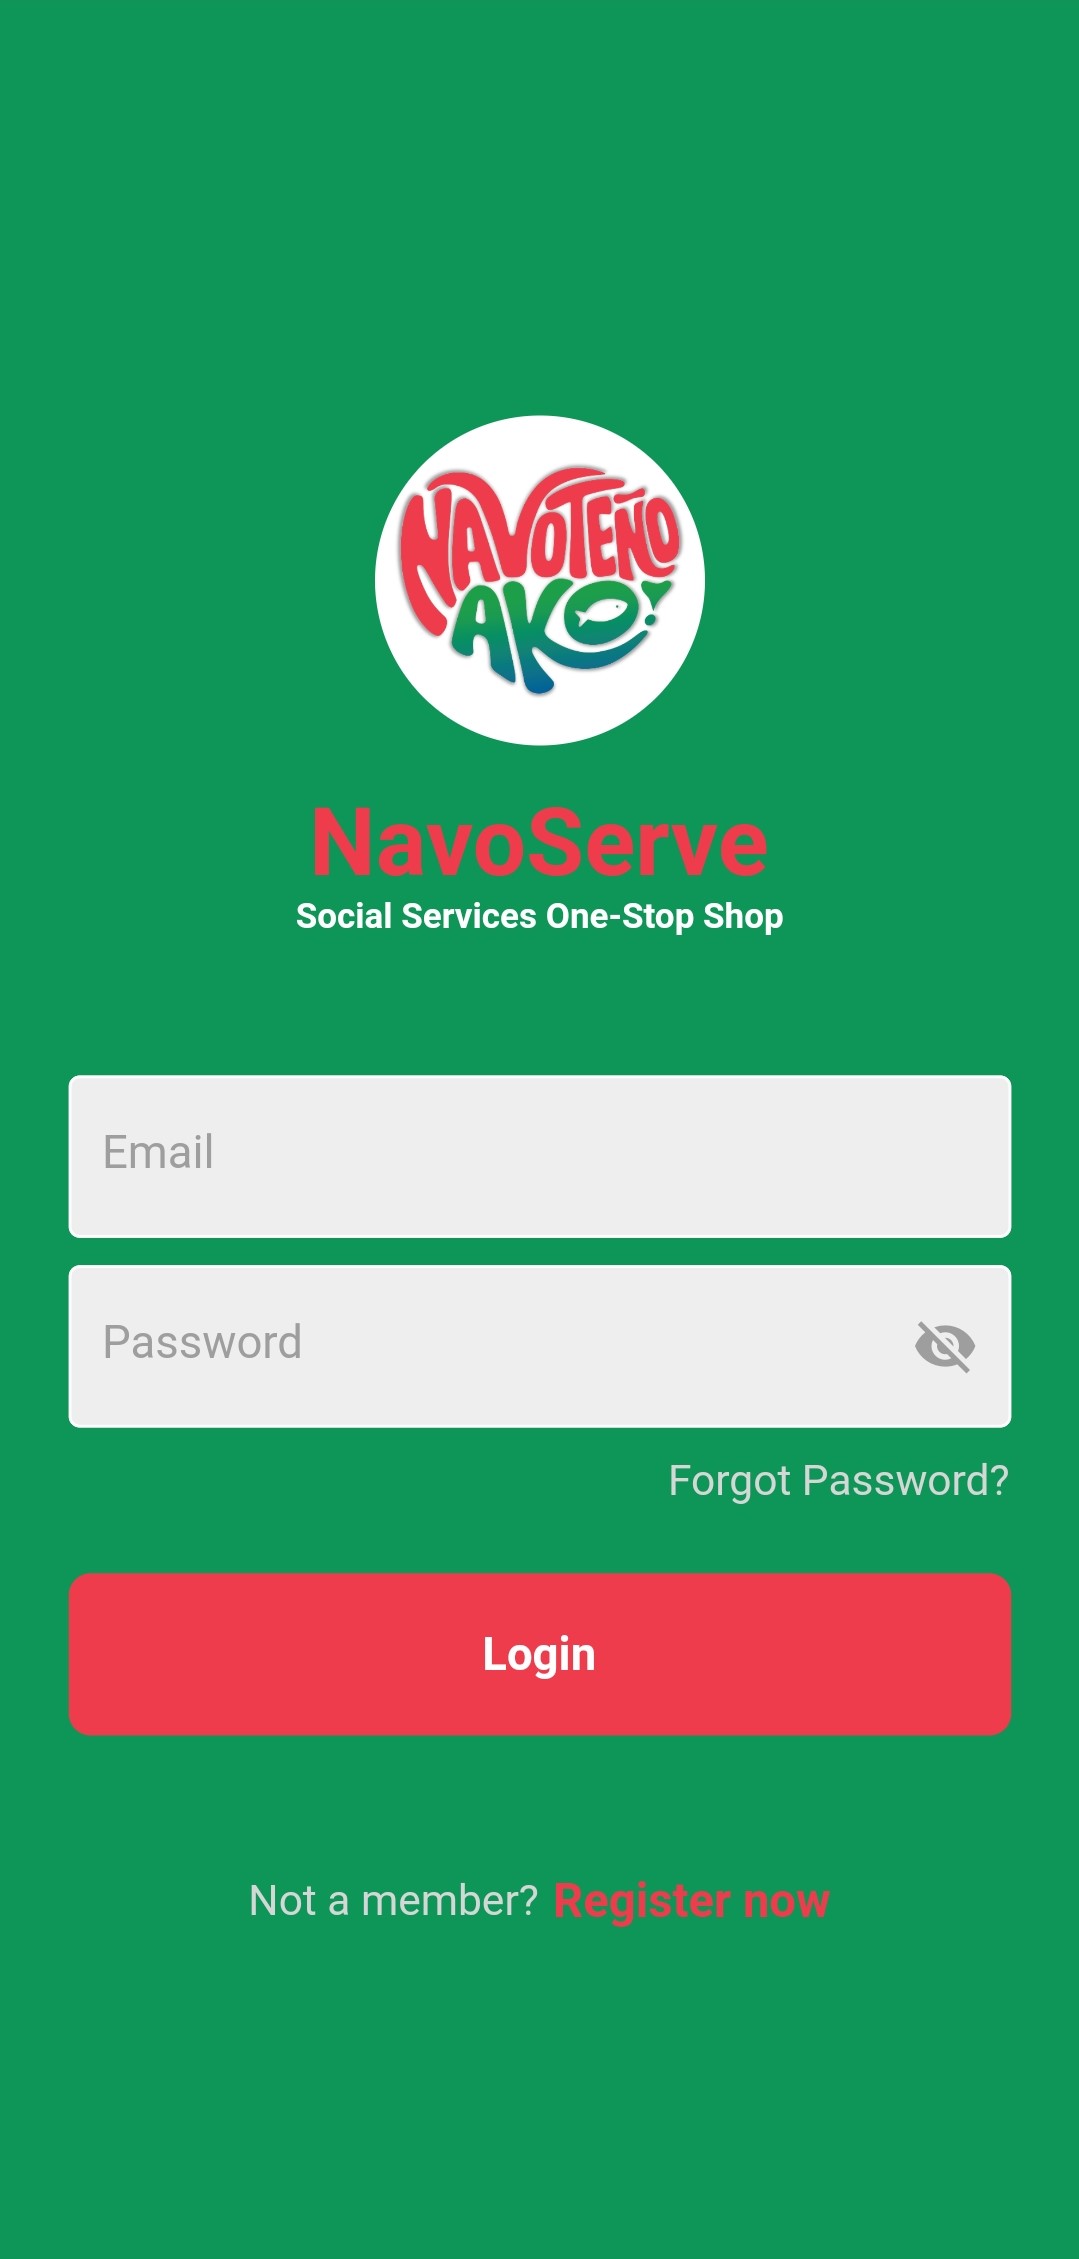 NAVOTEÑO
AKO!
NavoServe
Social Services One-Stop Shop
Email
Password
Forgot Password?
Login
Not a member? Register now